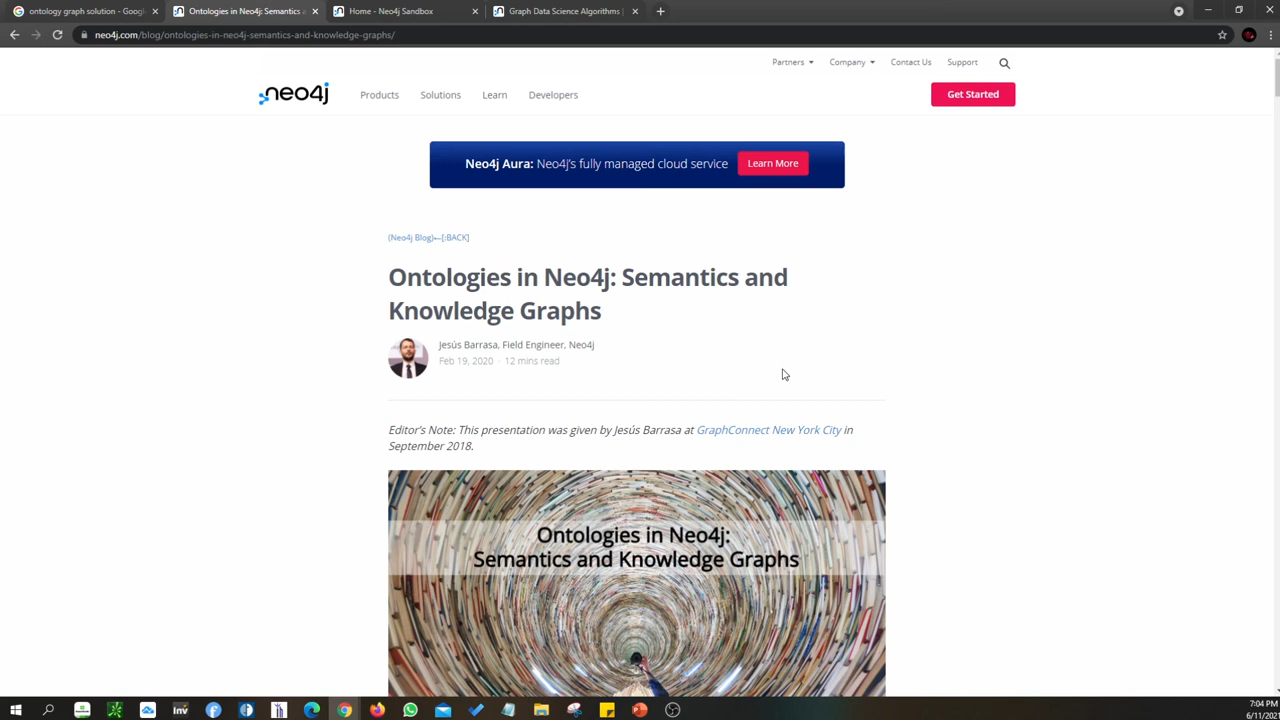 ontology graph solution - Googl
Ontologies in Neo4j: Semantics a
Home - Neo4j Sandbox
Graph Data Science Algorithms
neo4j.com/blog/ontologies-in-neo4j-semantics-and-knowledge-graphs/
Partners
Company
Contact Us
Support
neo4j
Products
Solutions
Learn
Developers
Get Started
Neo4j Aura: Neo4j's fully managed cloud service
Learn More
(Neo4j Blog)←[:BACK]
Ontologies in Neo4j: Semantics and
Knowledge Graphs
Jesús Barrasa, Field Engineer, Neo4j
Feb 19, 2020 · 12 mins read
Editor's Note: This presentation was given by Jesús Barrasa at GraphConnect New York City in
September 2018.
Ontologies in Neo4j:
Semantics and Knowledge Graphs
inv
7:04 PM